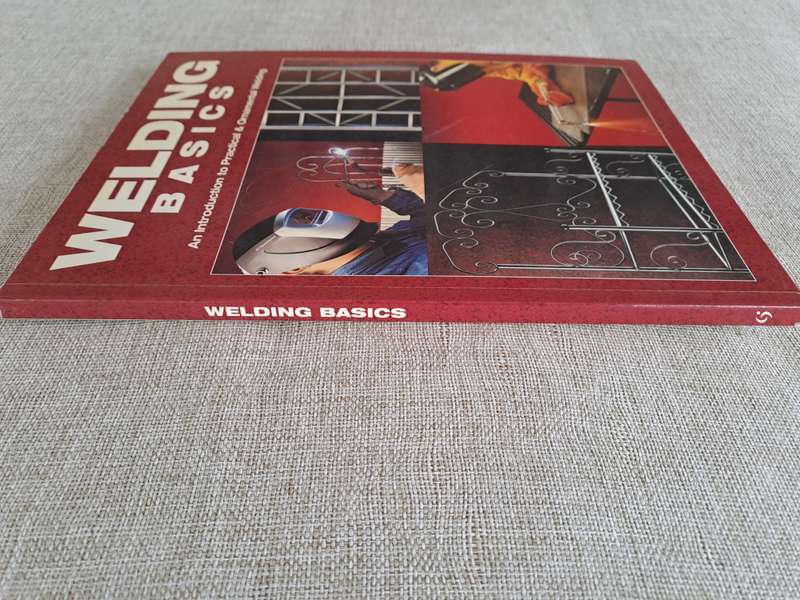 WELDING
BASICS
An Introduction to Practical & Ornamental Welding
WELDING BASICS